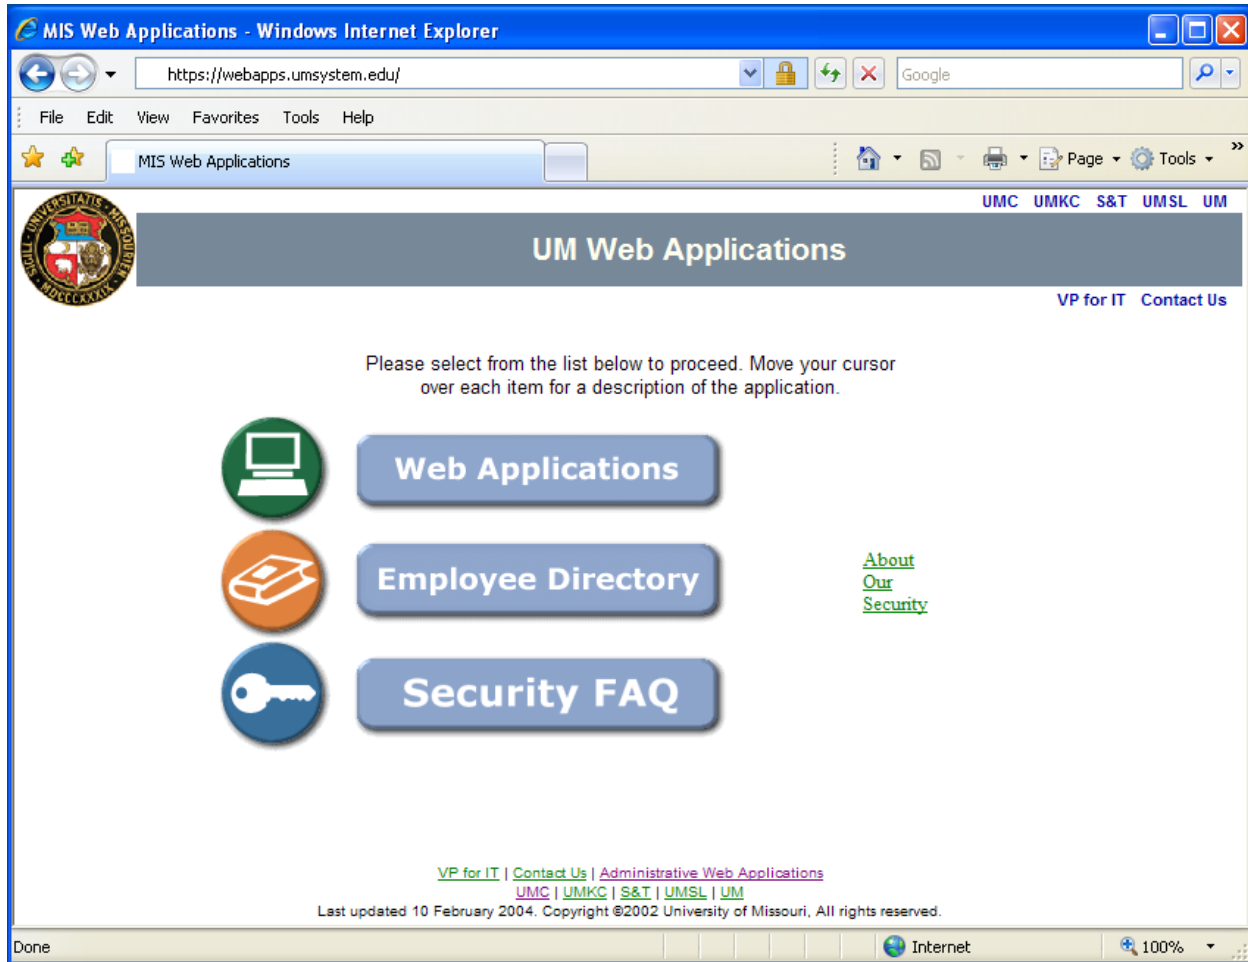 MIS Web Applications - Windows Internet Explorer
https://webapps.umsystem.edu/
Google
File Edit View Favorites Tools Help
MIS Web Applications
Page Tools »
SIGILL · UNIVERSITATIS · MISSOURIEN · MDCCCXXXIX
UMC UMKC S&T UMSL UM
UM Web Applications
VP for IT Contact Us
Please select from the list below to proceed. Move your cursor
over each item for a description of the application.
Web Applications
Employee Directory
About
Our
Security
Security FAQ
VP for IT | Contact Us | Administrative Web Applications
UMC | UMKC | S&T | UMSL | UM
Last updated 10 February 2004. Copyright ©2002 University of Missouri, All rights reserved.
Done Internet 100%